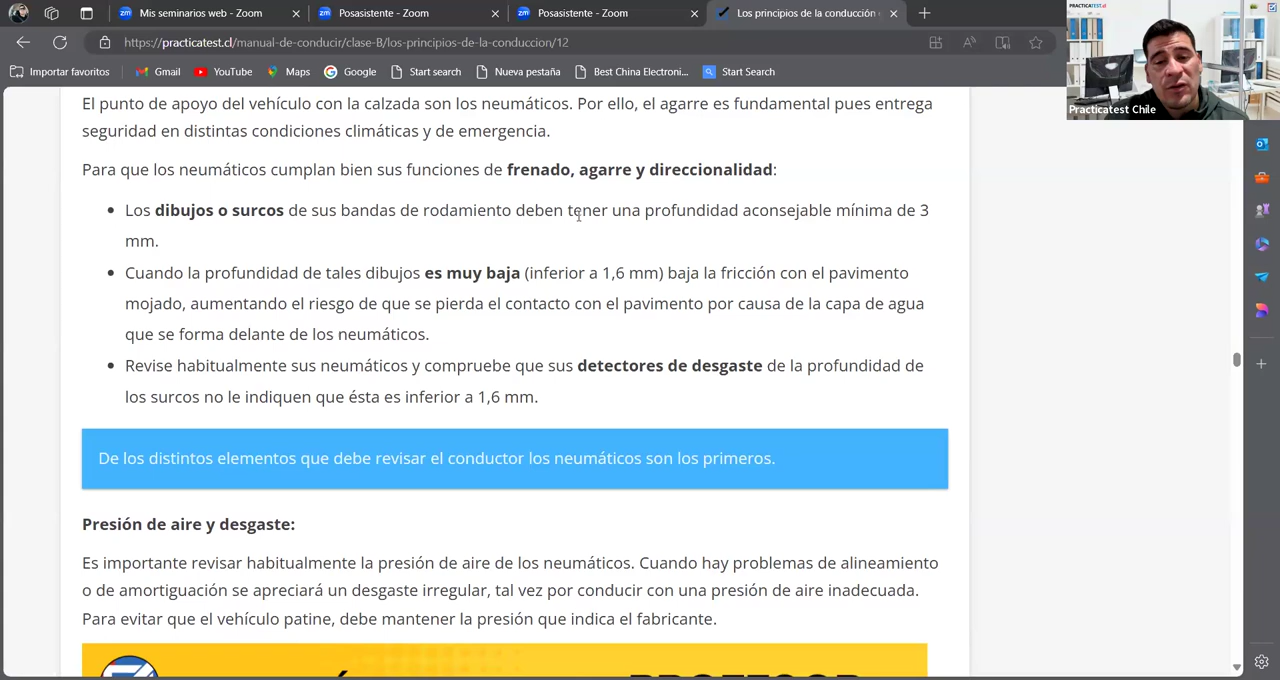 Mis seminarios web - Zoom
Posasistente - Zoom
Posasistente - Zoom
Los principios de la conducción
https://practicatest.cl/manual-de-conducir/clase-B/los-principios-de-la-conduccion/12
Importar favoritos
Gmail
YouTube
Maps
Google
Start search
Nueva pestaña
Best China Electroni...
Start Search
PRACTICATEST.cl
Practicatest Chile
El punto de apoyo del vehículo con la calzada son los neumáticos. Por ello, el agarre es fundamental pues entrega
seguridad en distintas condiciones climáticas y de emergencia.
Para que los neumáticos cumplan bien sus funciones de frenado, agarre y direccionalidad:
Los dibujos o surcos de sus bandas de rodamiento deben tener una profundidad aconsejable mínima de 3
mm.
Cuando la profundidad de tales dibujos es muy baja (inferior a 1,6 mm) baja la fricción con el pavimento
mojado, aumentando el riesgo de que se pierda el contacto con el pavimento por causa de la capa de agua
que se forma delante de los neumáticos.
Revise habitualmente sus neumáticos y compruebe que sus detectores de desgaste de la profundidad de
los surcos no le indiquen que ésta es inferior a 1,6 mm.
De los distintos elementos que debe revisar el conductor los neumáticos son los primeros.
Presión de aire y desgaste:
Es importante revisar habitualmente la presión de aire de los neumáticos. Cuando hay problemas de alineamiento
o de amortiguación se apreciará un desgaste irregular, tal vez por conducir con una presión de aire inadecuada.
Para evitar que el vehículo patine, debe mantener la presión que indica el fabricante.